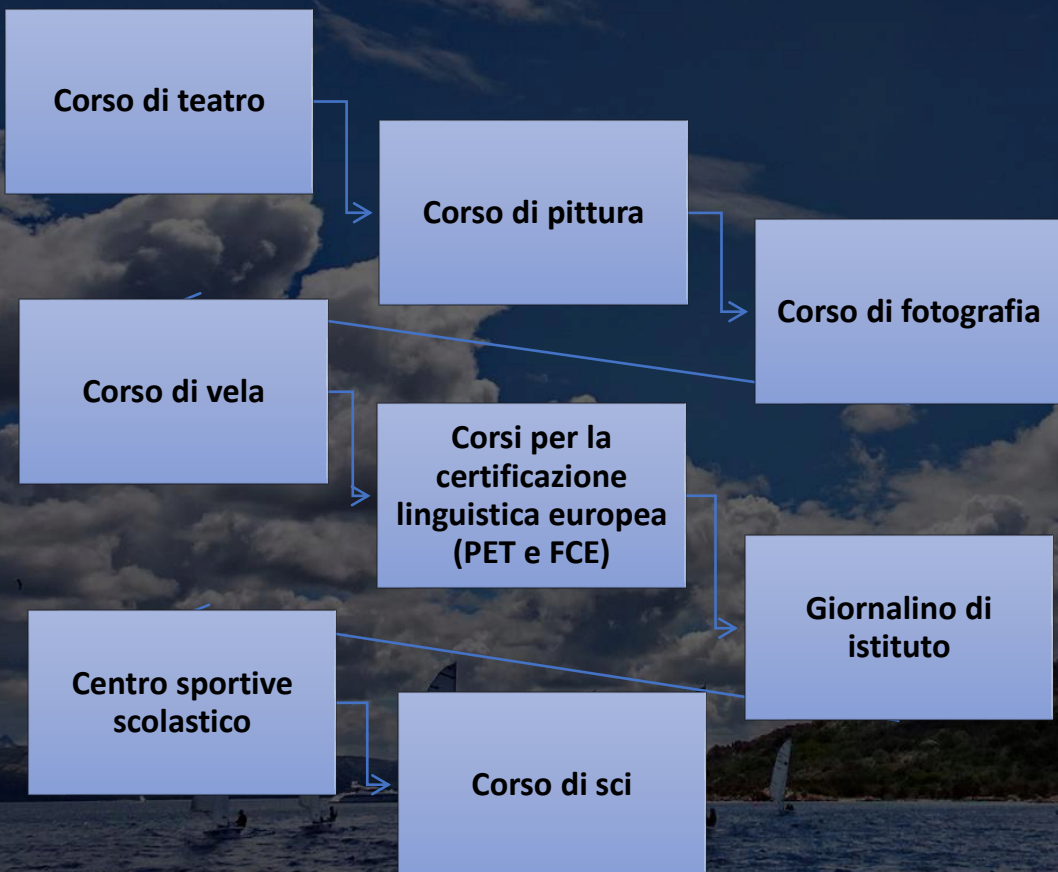 Corso di teatro
Corso di pittura
Corso di fotografia
Corso di vela
Corsi per la
certificazione
linguistica europea
(PET e FCE)
Giornalino di
istituto
Centro sportive
scolastico
Corso di sci